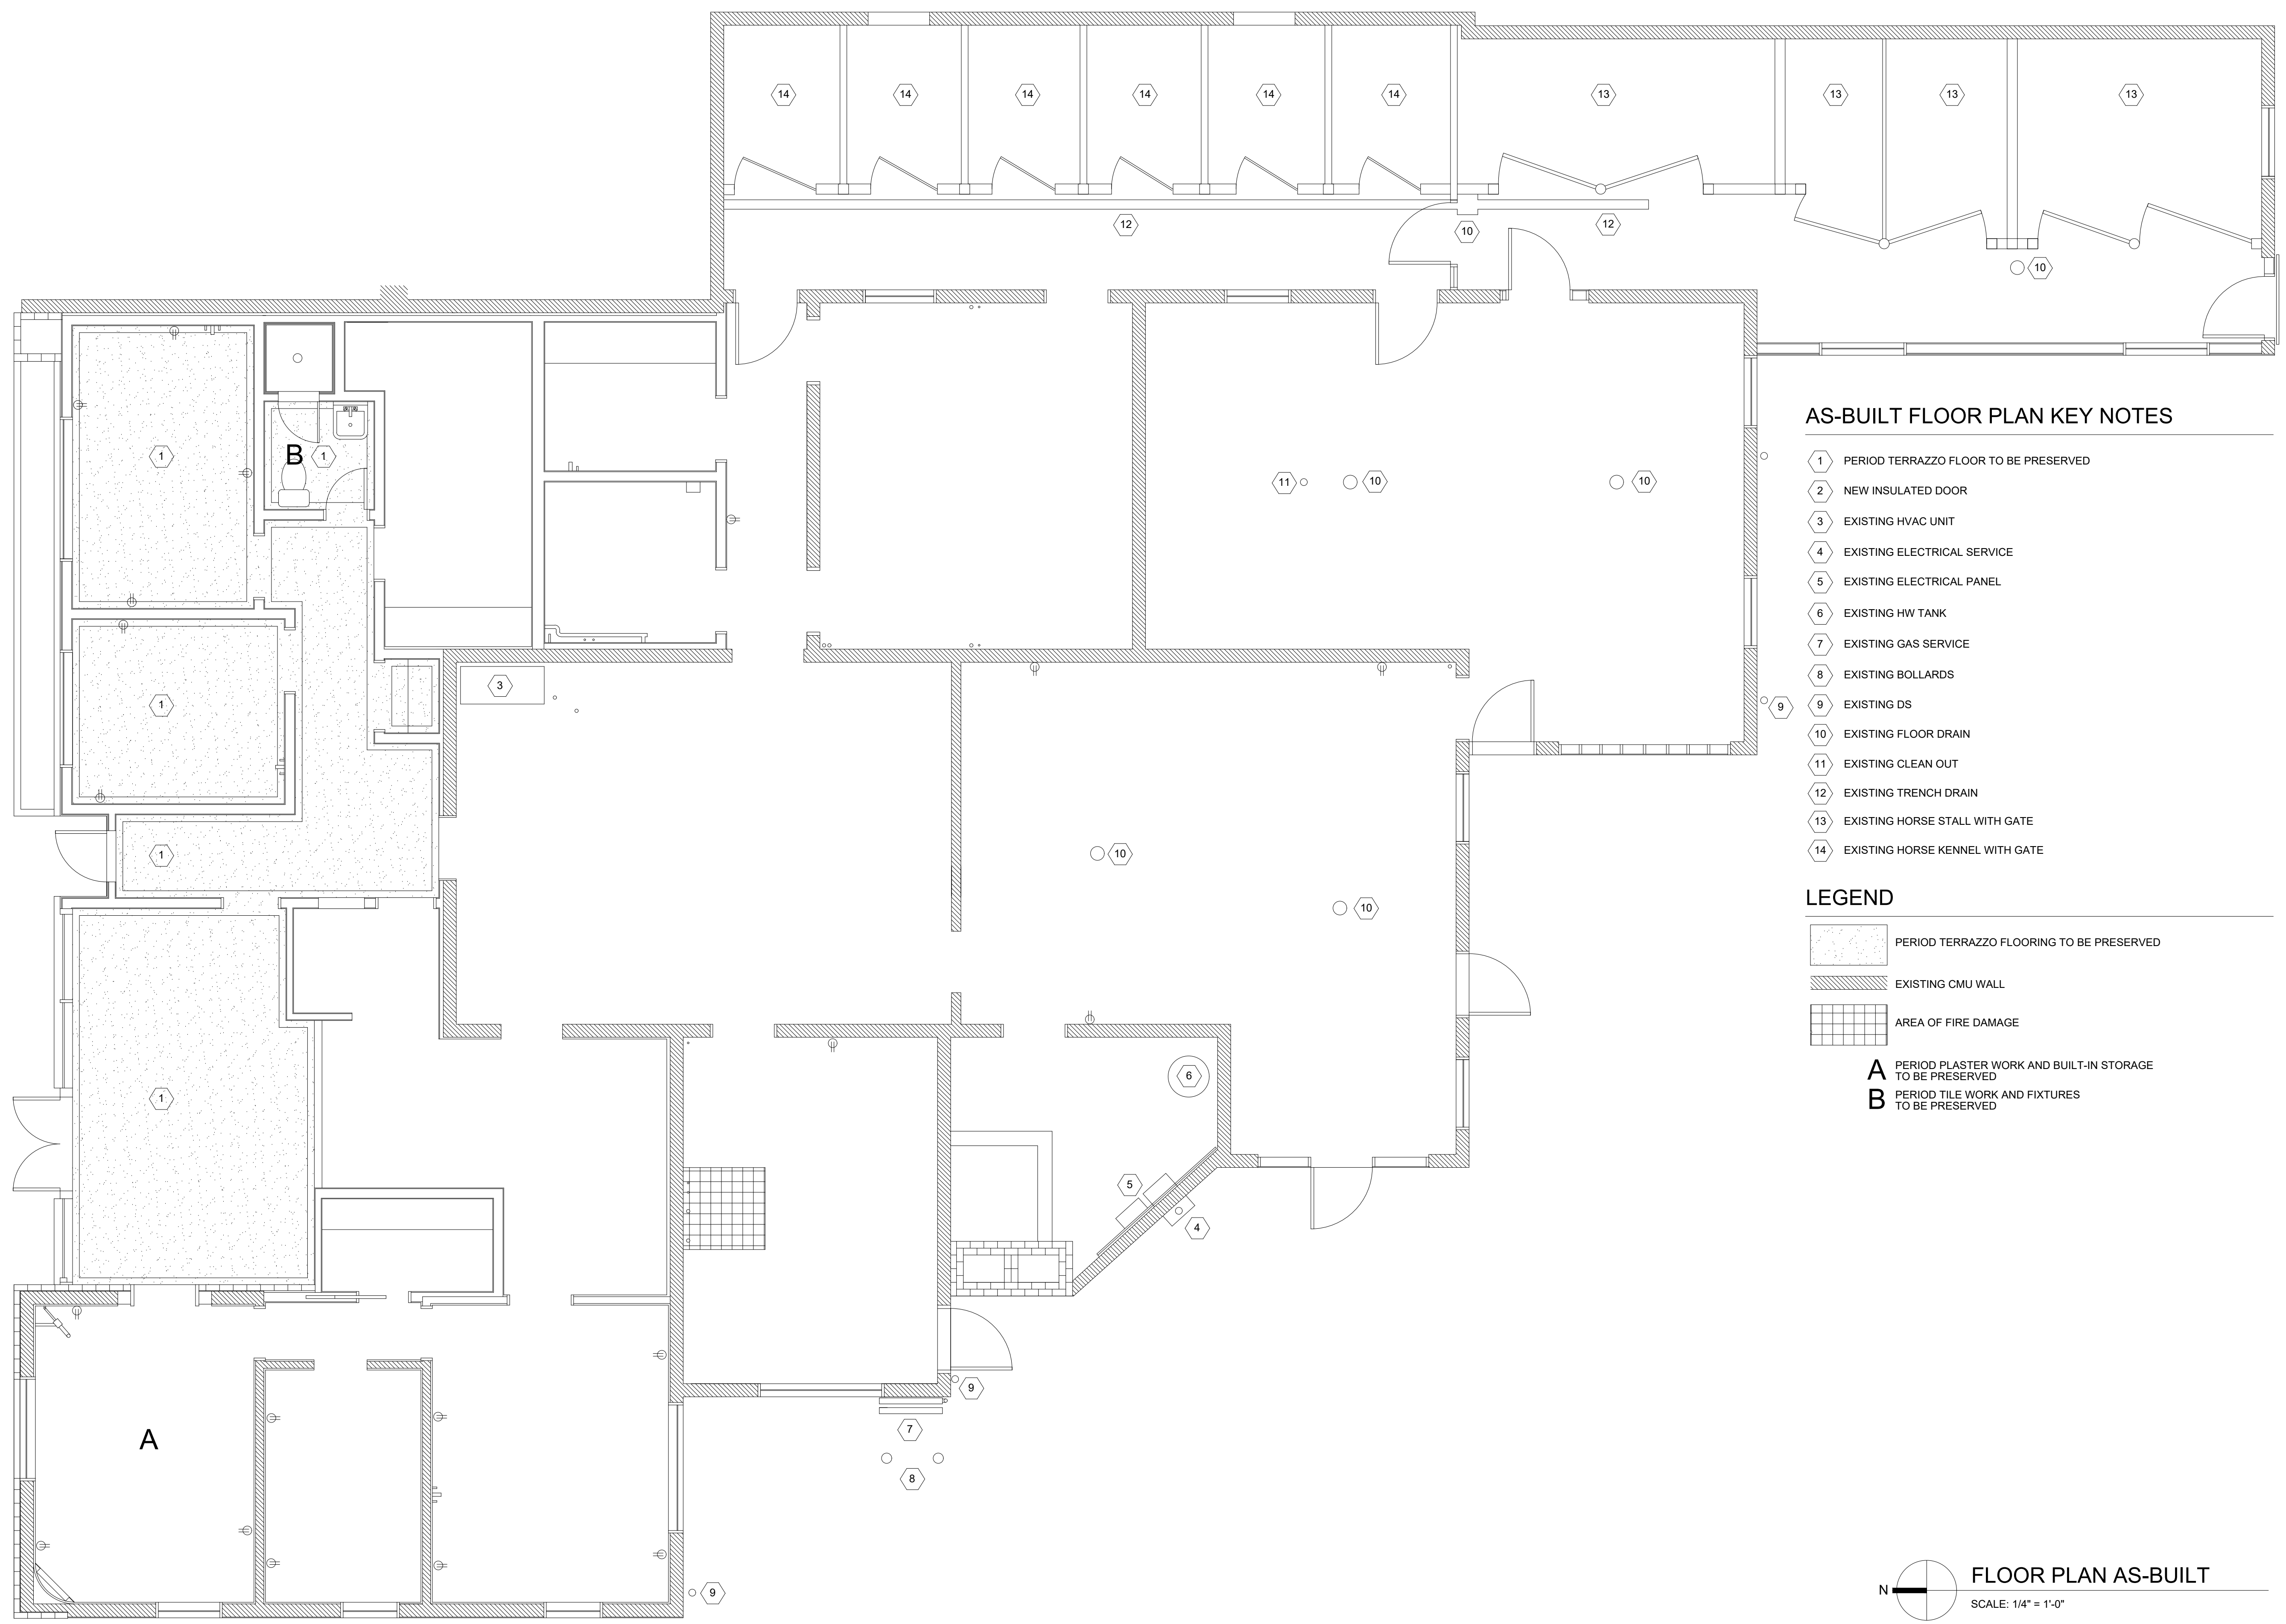 14 14 14 14 14 14 13 13 13 13
12 10 12
10
1 B 1
11 10 10
AS-BUILT FLOOR PLAN KEY NOTES
1 PERIOD TERRAZZO FLOOR TO BE PRESERVED
2 NEW INSULATED DOOR
3 EXISTING HVAC UNIT
4 EXISTING ELECTRICAL SERVICE
5 EXISTING ELECTRICAL PANEL
6 EXISTING HW TANK
7 EXISTING GAS SERVICE
8 EXISTING BOLLARDS
9 EXISTING DS
10 EXISTING FLOOR DRAIN
11 EXISTING CLEAN OUT
12 EXISTING TRENCH DRAIN
13 EXISTING HORSE STALL WITH GATE
14 EXISTING HORSE KENNEL WITH GATE
3
1
9
1
10
10
LEGEND
PERIOD TERRAZZO FLOORING TO BE PRESERVED
EXISTING CMU WALL
AREA OF FIRE DAMAGE
A PERIOD PLASTER WORK AND BUILT-IN STORAGE
TO BE PRESERVED
B PERIOD TILE WORK AND FIXTURES
TO BE PRESERVED
6
1
5
4
9
7
A
8
9
N
FLOOR PLAN AS-BUILT
SCALE: 1/4" = 1'-0"